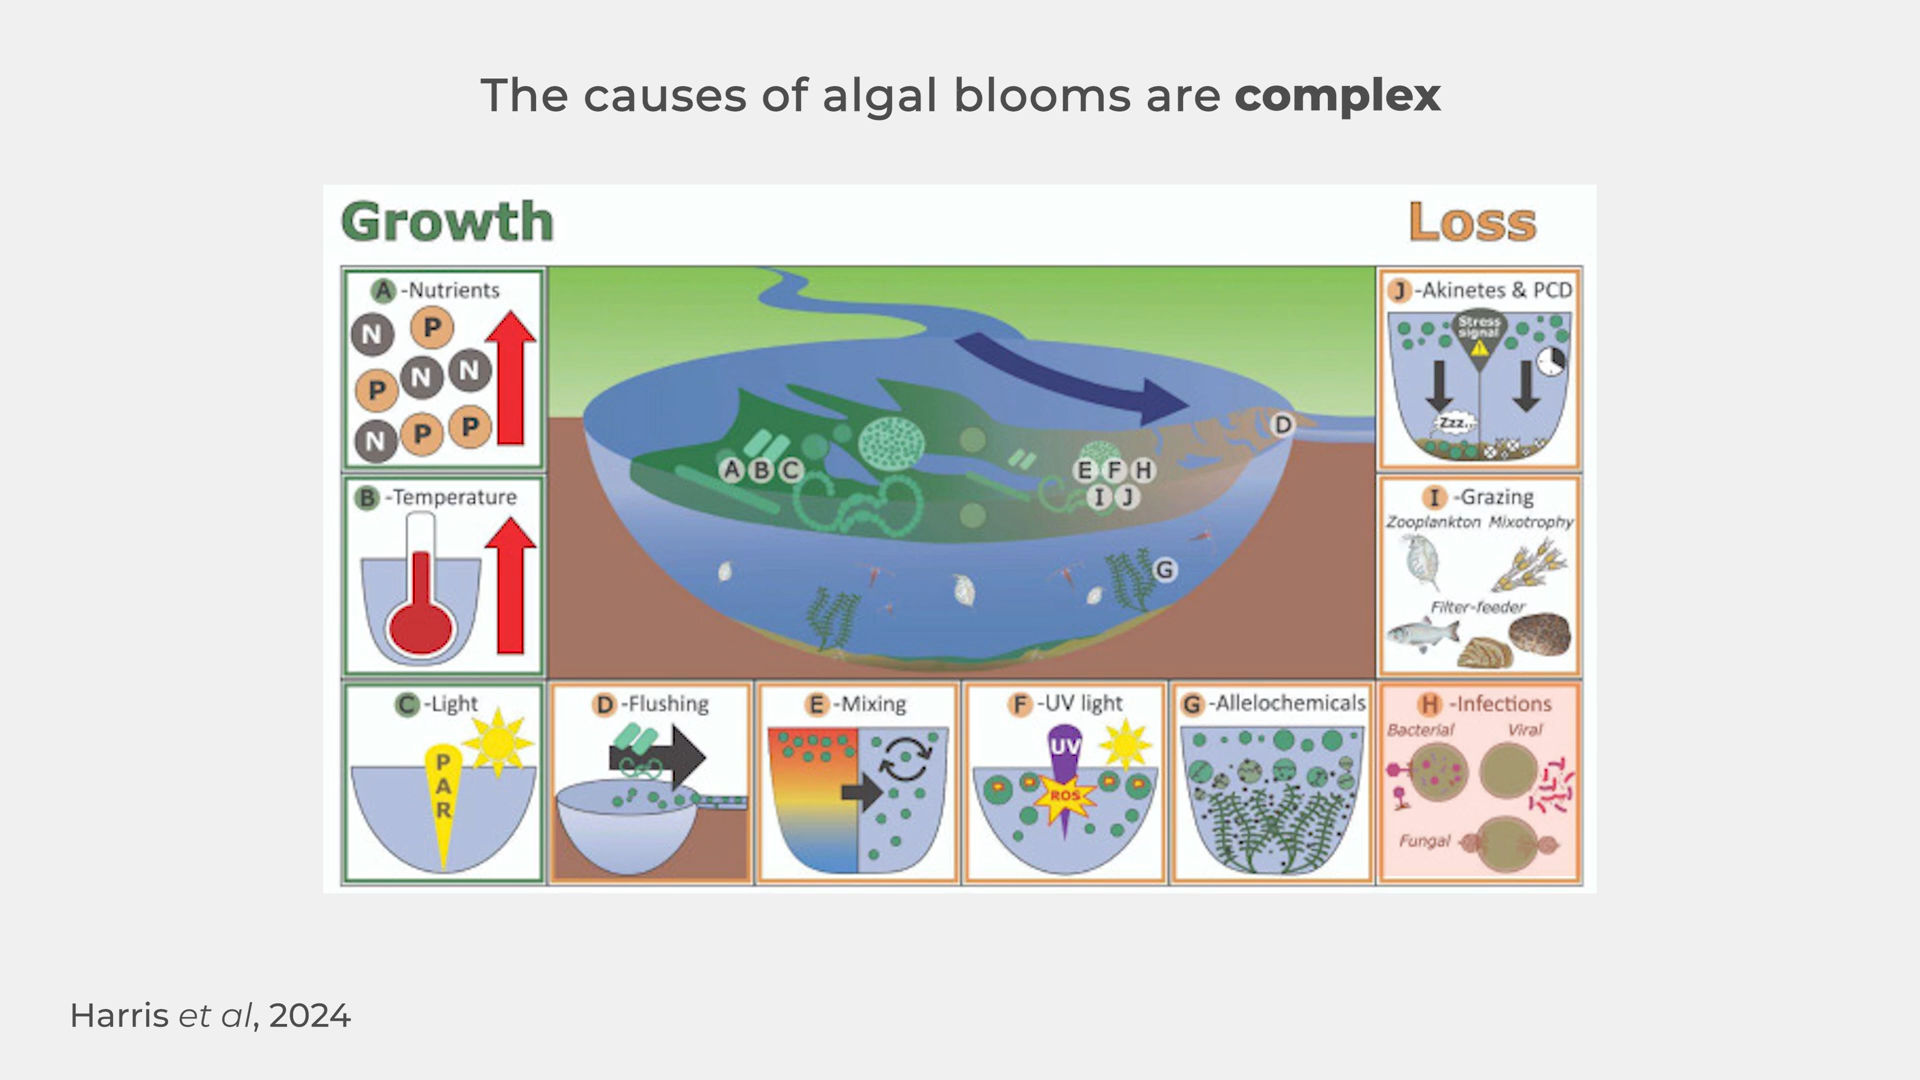 The causes of algal blooms are complex
Growth
Loss
A -Nutrients
N
P
P
N
N
N
P
P
B -Temperature
C -Light
P
A
R
D -Flushing
E -Mixing
F -UV light
UV
ROS
G -Allelochemicals
H -Infections
Bacterial Viral
Fungal
I -Grazing
Zooplankton Mixotrophy
Filter-feeder
J -Akinetes & PCD
Stress
signal
!
Zzz..
A B C
E F H
I J
D
G
Harris et al, 2024